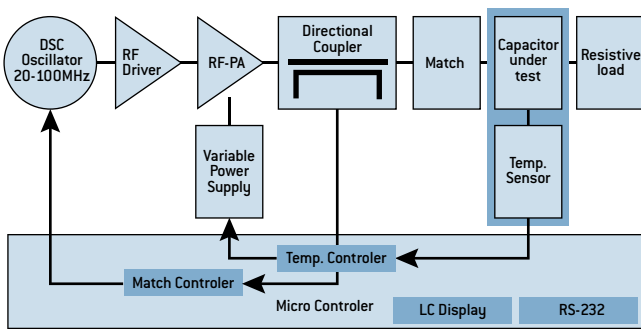 DSC
Oscillator
20-100MHz
RF
Driver
RF-PA
Directional
Coupler
Match
Capacitor
under
test
Resistive
load
Variable
Power
Supply
Temp.
Sensor
Temp. Controler
Match Controler
Micro Controler
LC Display
RS-232